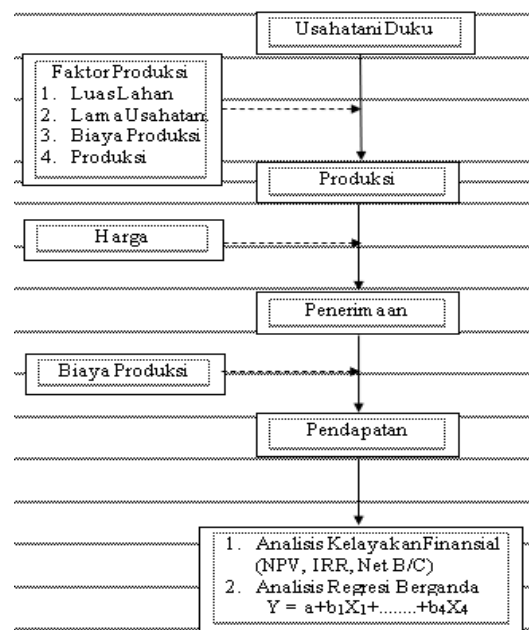 Usahatani Duku
Faktor Produksi
1. Luas Lahan
2. Lama Usahatan
3. Biaya Produksi
4. Produksi
Produksi
Harga
Penerimaan
Biaya Produksi
Pendapatan
1. Analisis Kelayakan Finansial
(NPV, IRR, Net B/C)
2. Analisis Regresi Berganda
Y = a+b₁X₁+........+b₄X₄